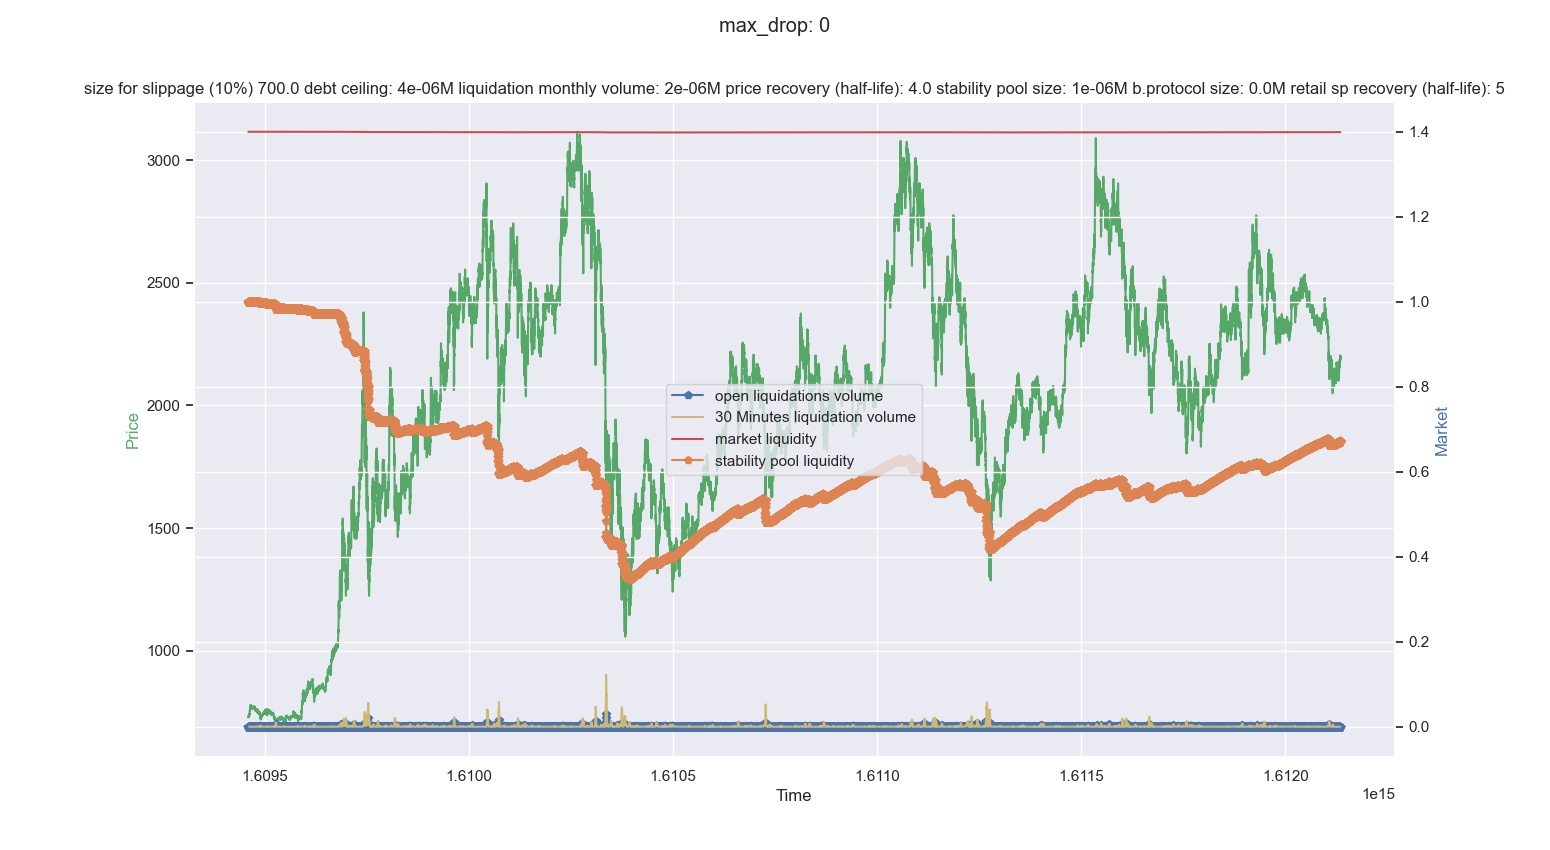 max_drop: 0
size for slippage (10%) 700.0 debt ceiling: 4e-06M liquidation monthly volume: 2e-06M price recovery (half-life): 4.0 stability pool size: 1e-06M b.protocol size: 0.0M retail sp recovery (half-life): 5
3000
2500
2000
1500
1000
Price
1.4
1.2
1.0
0.8
0.6
0.4
0.2
0.0
Market
open liquidations volume
30 Minutes liquidation volume
market liquidity
stability pool liquidity
1.6095 1.6100 1.6105 1.6110 1.6115 1.6120
Time
1e15